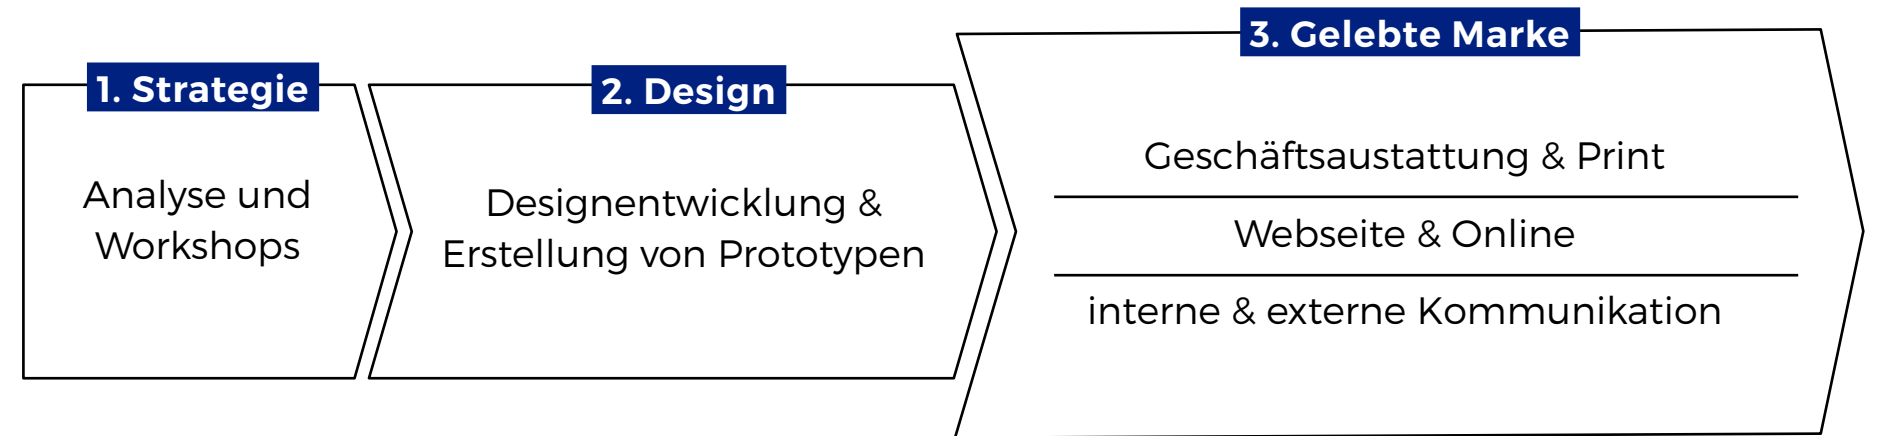 1. Strategie
Analyse und
Workshops
2. Design
Designentwicklung &
Erstellung von Prototypen
3. Gelebte Marke
Geschäftsaustattung & Print
Webseite & Online
interne & externe Kommunikation